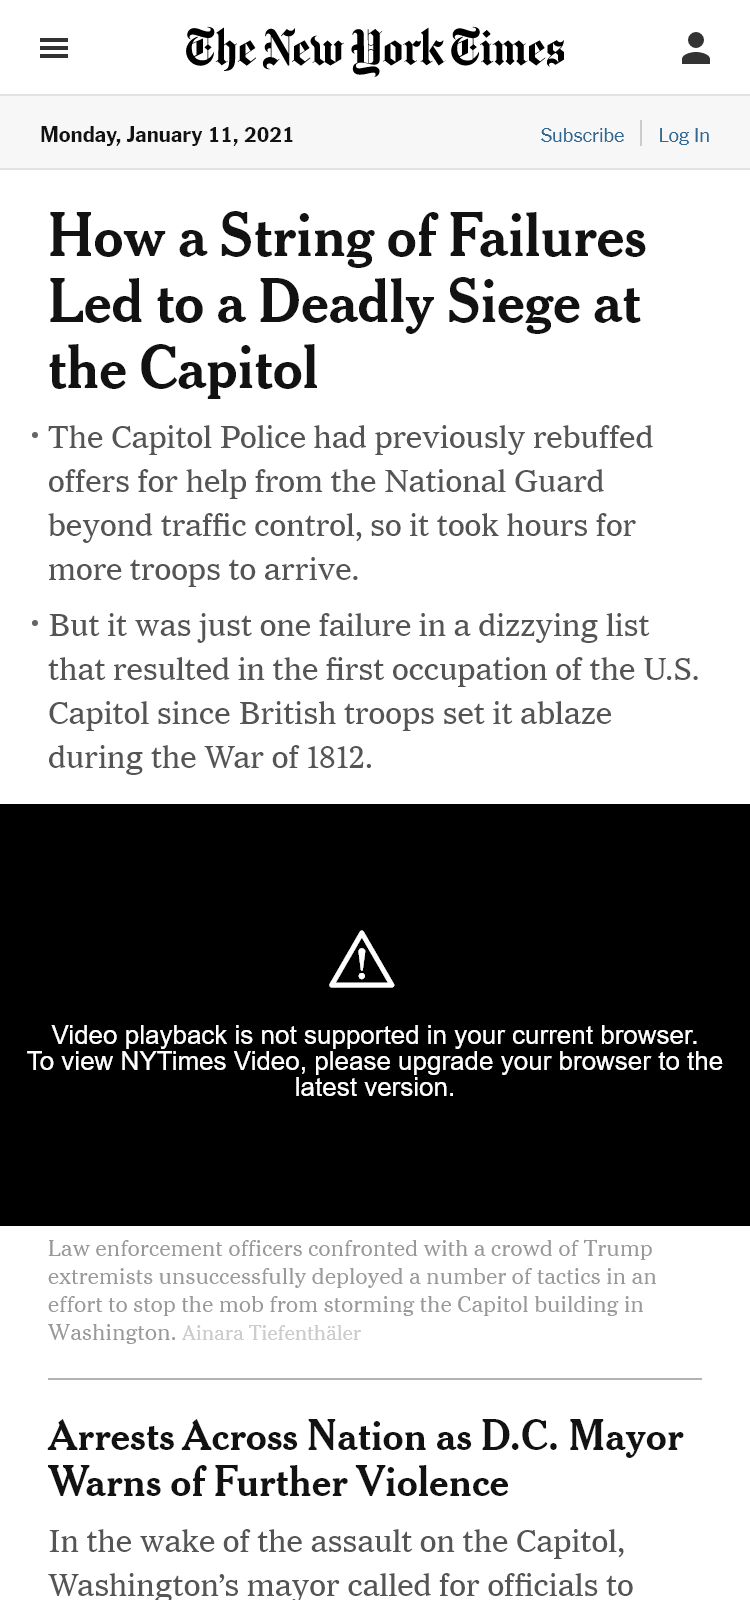 The New York Times
Monday, January 11, 2021
Subscribe
Log In
How a String of Failures
Led to a Deadly Siege at
the Capitol
• The Capitol Police had previously rebuffed
offers for help from the National Guard
beyond traffic control, so it took hours for
more troops to arrive.
• But it was just one failure in a dizzying list
that resulted in the first occupation of the U.S.
Capitol since British troops set it ablaze
during the War of 1812.
Video playback is not supported in your current browser.
To view NYTimes Video, please upgrade your browser to the
latest version.
Law enforcement officers confronted with a crowd of Trump
extremists unsuccessfully deployed a number of tactics in an
effort to stop the mob from storming the Capitol building in
Washington. Ainara Tiefenthäler
Arrests Across Nation as D.C. Mayor
Warns of Further Violence
In the wake of the assault on the Capitol,
Washington’s mayor called for officials to